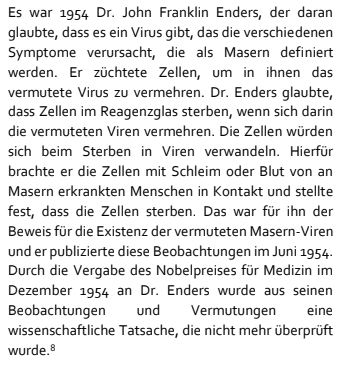 Es war 1954 Dr. John Franklin Enders, der daran
glaubte, dass es ein Virus gibt, das die verschiedenen
Symptome verursacht, die als Masern definiert
werden. Er züchtete Zellen, um in ihnen das
vermutete Virus zu vermehren. Dr. Enders glaubte,
dass Zellen im Reagenzglas sterben, wenn sich darin
die vermuteten Viren vermehren. Die Zellen würden
sich beim Sterben in Viren verwandeln. Hierfür
brachte er die Zellen mit Schleim oder Blut von an
Masern erkrankten Menschen in Kontakt und stellte
fest, dass die Zellen sterben. Das war für ihn der
Beweis für die Existenz der vermuteten Masern-Viren
und er publizierte diese Beobachtungen im Juni 1954.
Durch die Vergabe des Nobelpreises für Medizin im
Dezember 1954 an Dr. Enders wurde aus seinen
Beobachtungen und Vermutungen eine
wissenschaftliche Tatsache, die nicht mehr überprüft
wurde.⁸